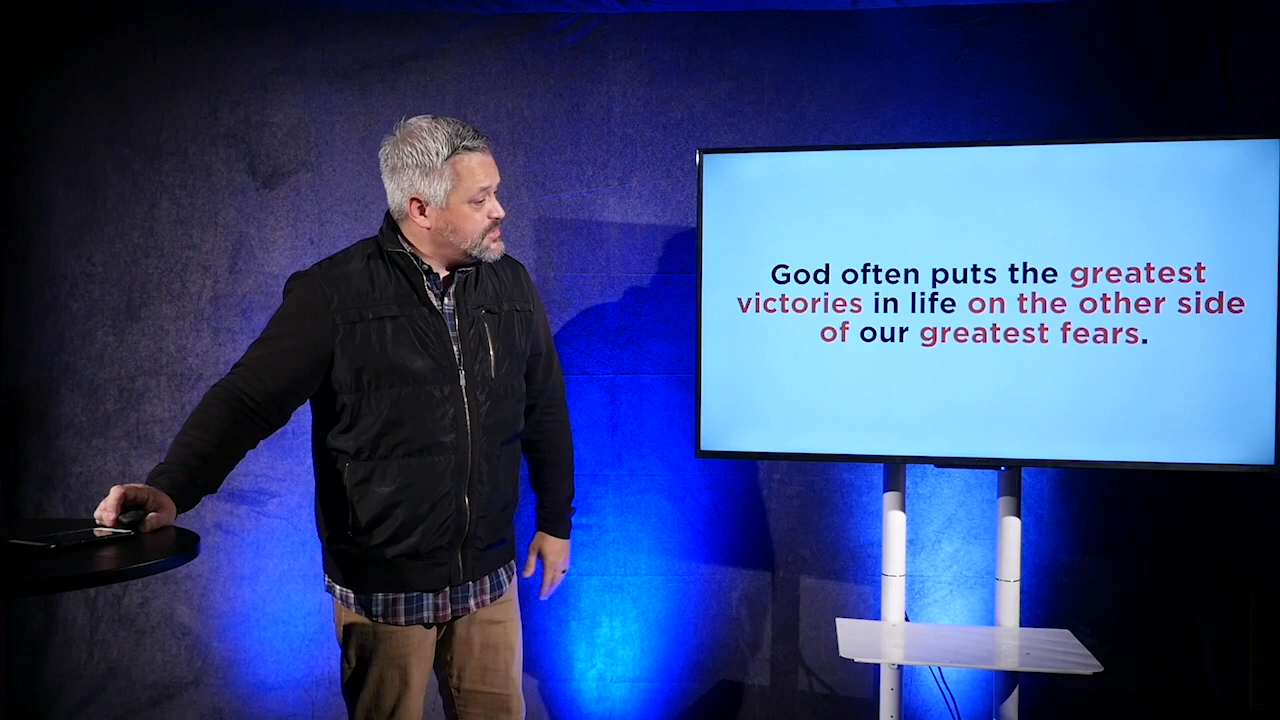 God often puts the greatest
victories in life on the other side
of our greatest fears.